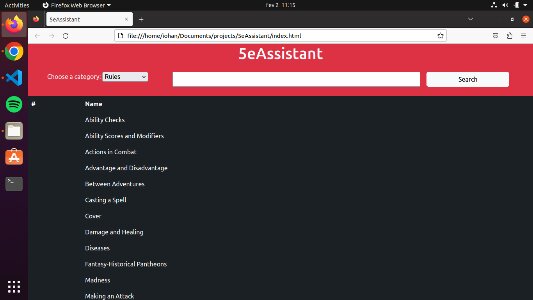 Activities Firefox Web Browser Fev 2 11:15
5eAssistant × +
file:///home/iohan/Documents/projects/5eAssistant/index.html
5eAssistant
Choose a category: Rules Search
# Name
Ability Checks
Ability Scores and Modifiers
Actions in Combat
Advantage and Disadvantage
Between Adventures
Casting a Spell
Cover
Damage and Healing
Diseases
Fantasy-Historical Pantheons
Madness
Making an Attack